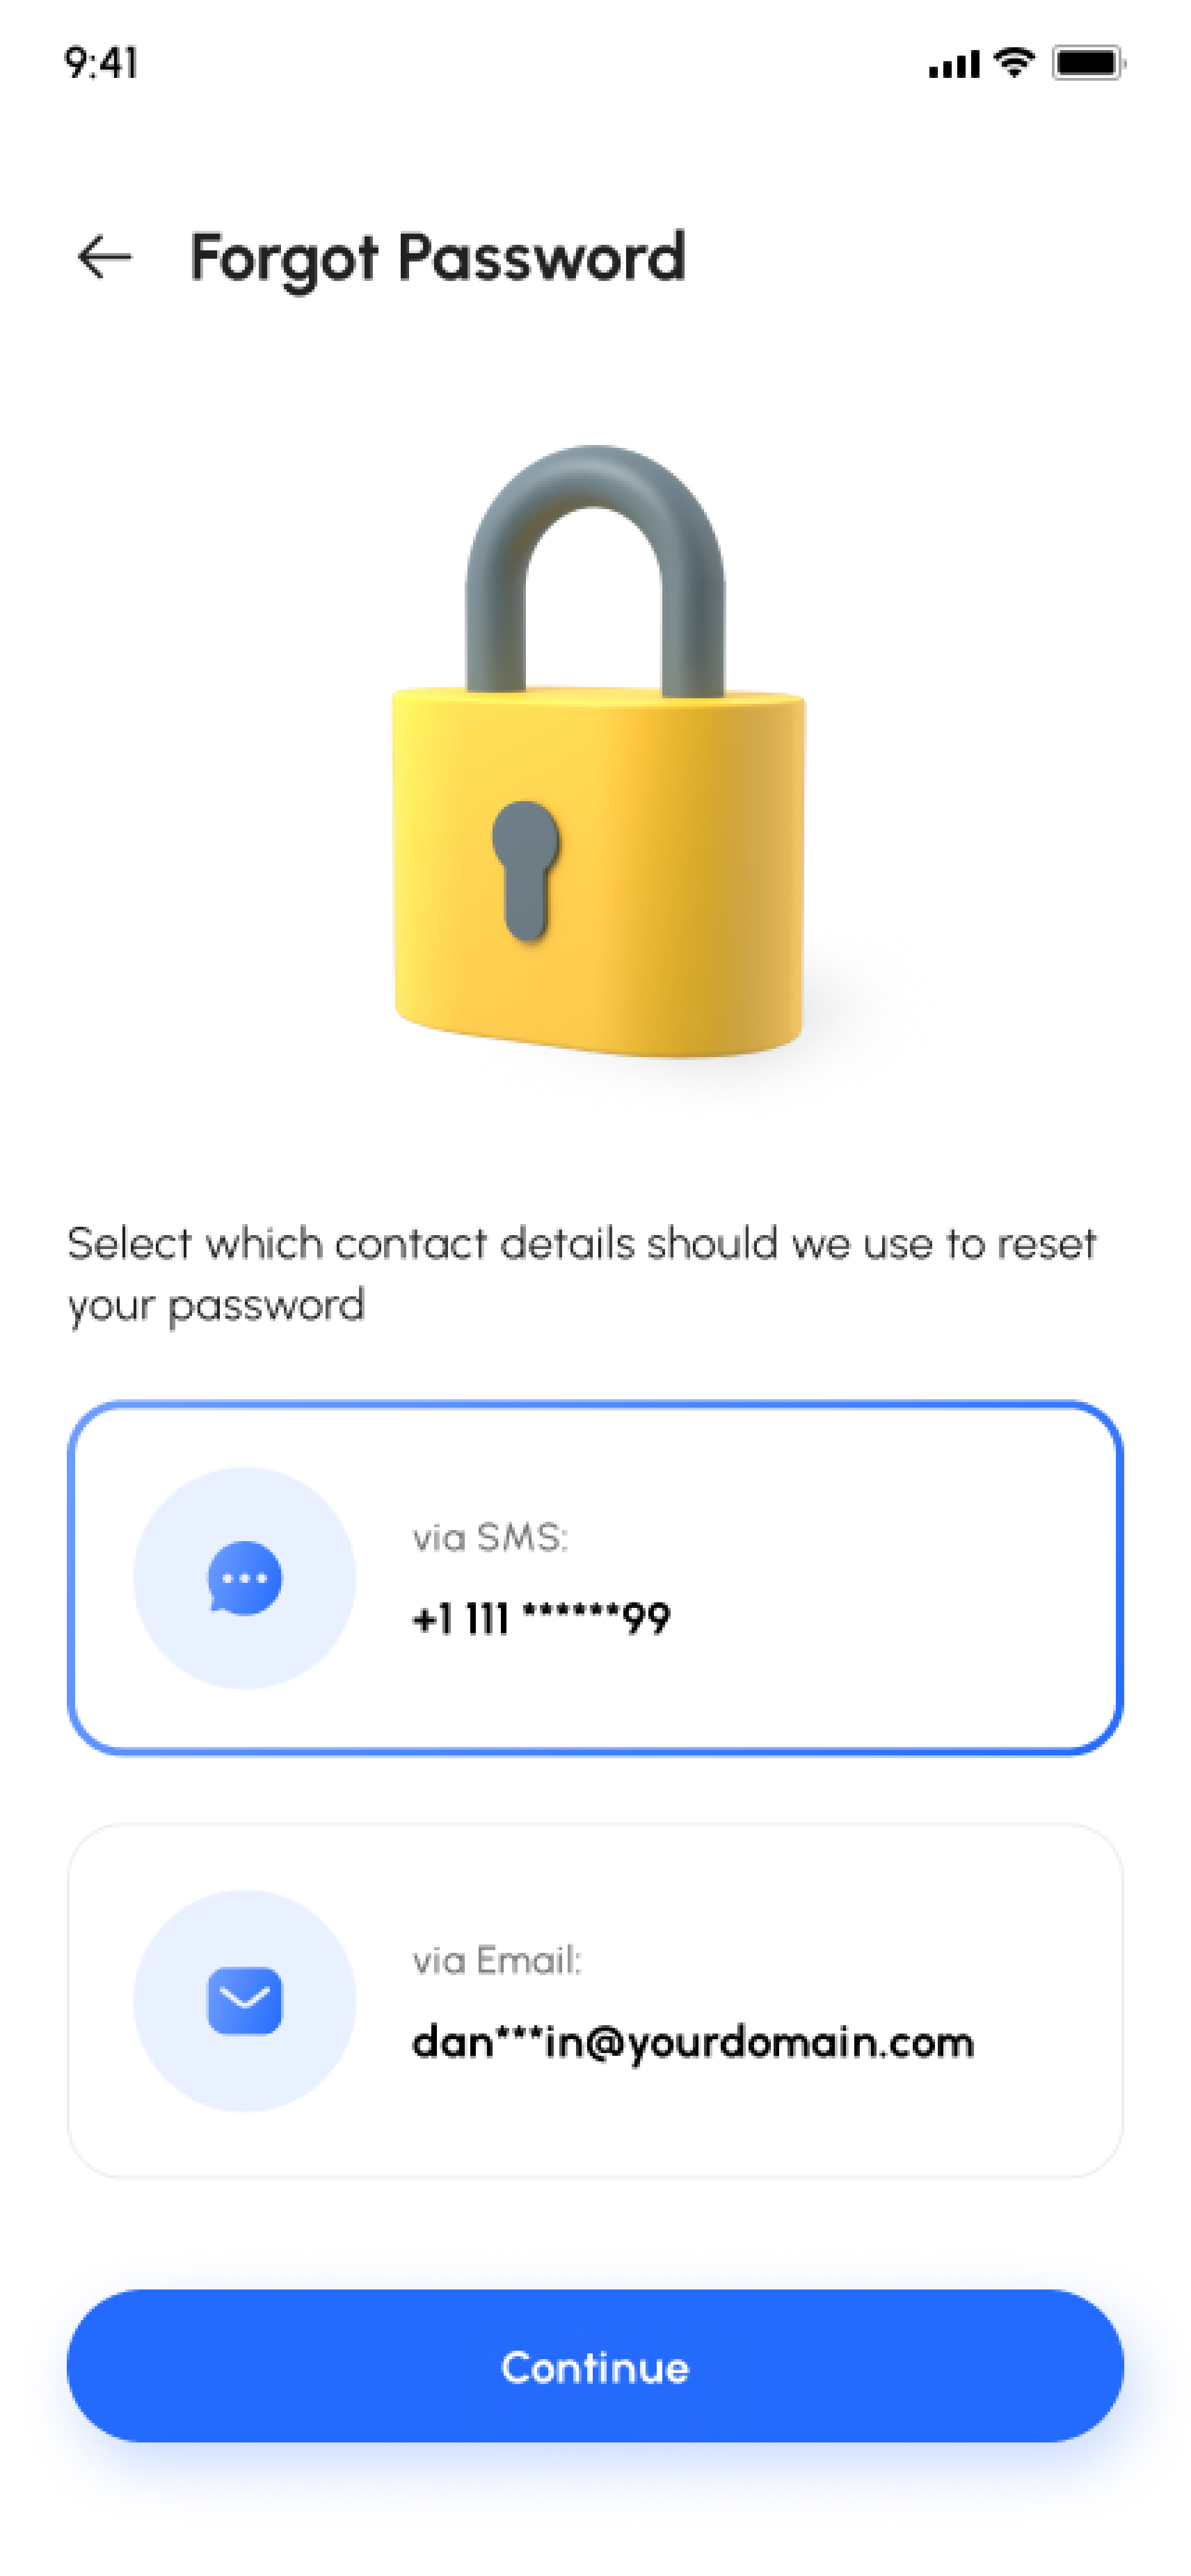 9:41
Forgot Password
Select which contact details should we use to reset
your password
via SMS:
+1 111 ******99
via Email:
dan***in@yourdomain.com
Continue